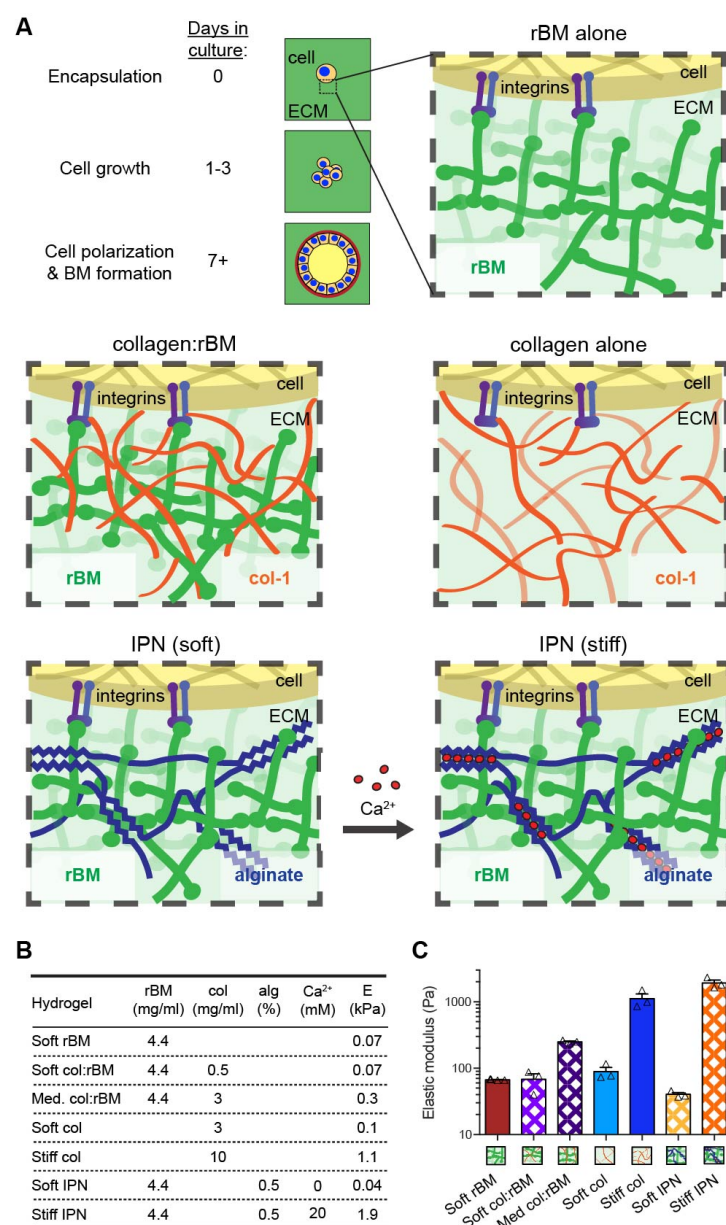 A
Days in
culture:
Encapsulation 0
cell
ECM
Cell growth 1-3
Cell polarization
& BM formation 7+
rBM alone
cell
integrins
ECM
rBM
collagen:rBM
cell
integrins
ECM
rBM col-1
collagen alone
cell
integrins
ECM
col-1
IPN (soft)
cell
integrins
ECM
rBM alginate
Ca²⁺
IPN (stiff)
cell
integrins
ECM
rBM alginate
B
Hydrogel rBM (mg/ml) col (mg/ml) alg (%) Ca²⁺ (mM) E (kPa)
Soft rBM 4.4 0.07
Soft col:rBM 4.4 0.5 0.07
Med. col:rBM 4.4 3 0.3
Soft col 3 0.1
Stiff col 10 1.1
Soft IPN 4.4 0.5 0 0.04
Stiff IPN 4.4 0.5 20 1.9
C
Elastic modulus (Pa)
1000
100
10
Soft rBM
Soft col:rBM
Med col:rBM
Soft col
Stiff col
Soft IPN
Stiff IPN